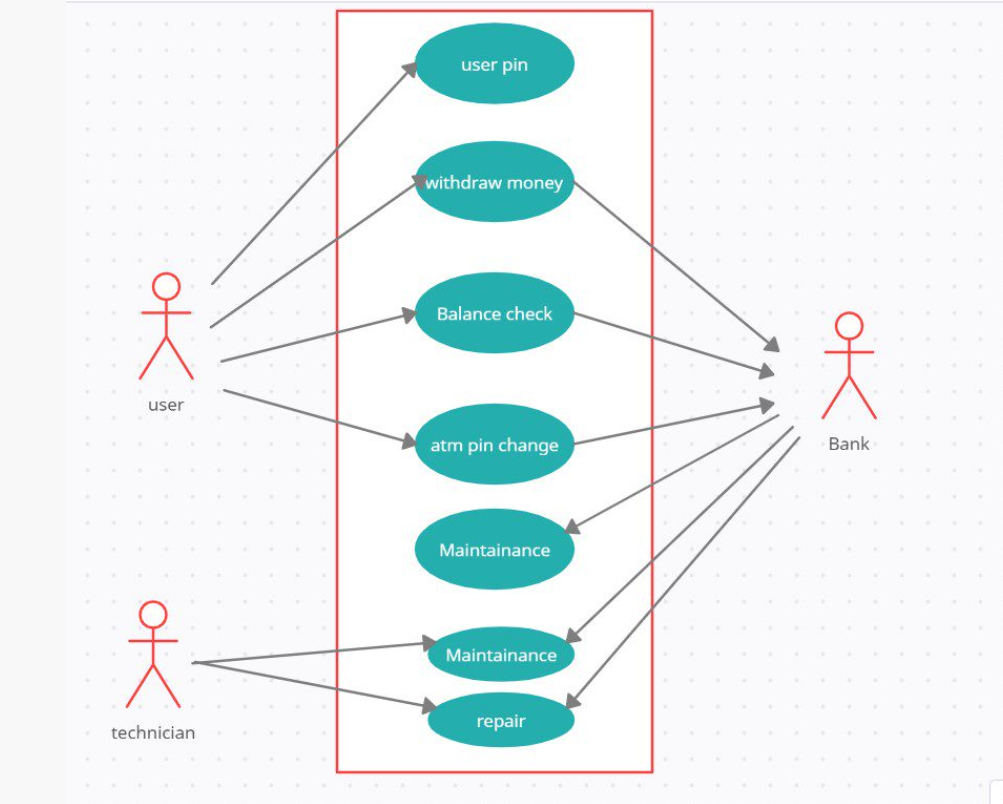 user pin
withdraw money
Balance check
user
atm pin change
Bank
Maintainance
Maintainance
repair
technician